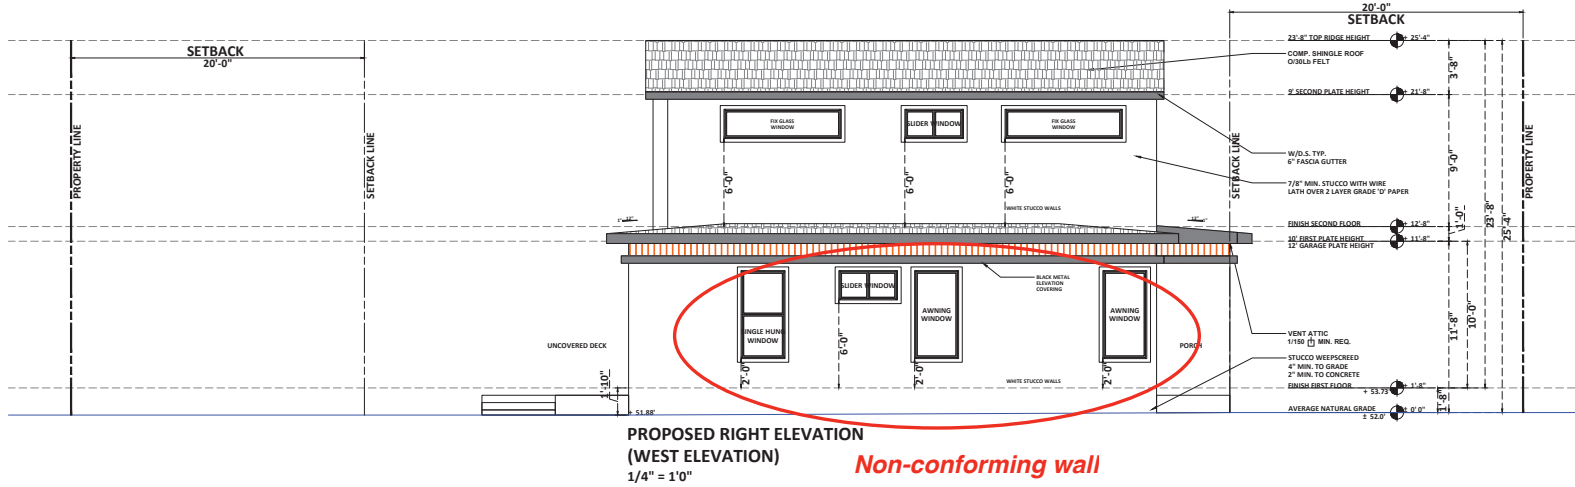 20'-0"
SETBACK
SETBACK
20'-0"
23'-8" TOP RIDGE HEIGHT
+ 25'-4"
COMP. SHINGLE ROOF
O/30Lb FELT
3'-8"
9' SECOND PLATE HEIGHT
+ 21'-8"
FIX GLASS
WINDOW
SLIDER WINDOW
FIX GLASS
WINDOW
PROPERTY LINE
SETBACK LINE
SETBACK LINE
PROPERTY LINE
W/D.S. TYP.
6" FASCIA GUTTER
9'-0"
6'-0"
6'-0"
6'-0"
7/8" MIN. STUCCO WITH WIRE
LATH OVER 2 LAYER GRADE 'D' PAPER
WHITE STUCCO WALLS
23'-8"
25'-4"
1'-0"
12"
12"
FINISH SECOND FLOOR
+ 12'-8"
10' FIRST PLATE HEIGHT
+ 11'-8"
12' GARAGE PLATE HEIGHT
BLACK METAL
ELEVATION
COVERING
SLIDER WINDOW
AWNING
WINDOW
AWNING
WINDOW
INGLE HUNG
WINDOW
11'-8"
10'-0"
VENT ATTIC
1/150 MIN. REQ.
UNCOVERED DECK
6'-0"
PORCH
STUCCO WEEPSCREED
4" MIN. TO GRADE
2" MIN. TO CONCRETE
2'-0"
2'-0"
2'-0"
WHITE STUCCO WALLS
1'-10"
FINISH FIRST FLOOR
+ 1'-8"
+ 53.73'
1'-8"
+ 51.88'
AVERAGE NATURAL GRADE
± 0' 0"
± 52.0'
PROPOSED RIGHT ELEVATION
(WEST ELEVATION)
1/4" = 1'0"
Non-conforming wall